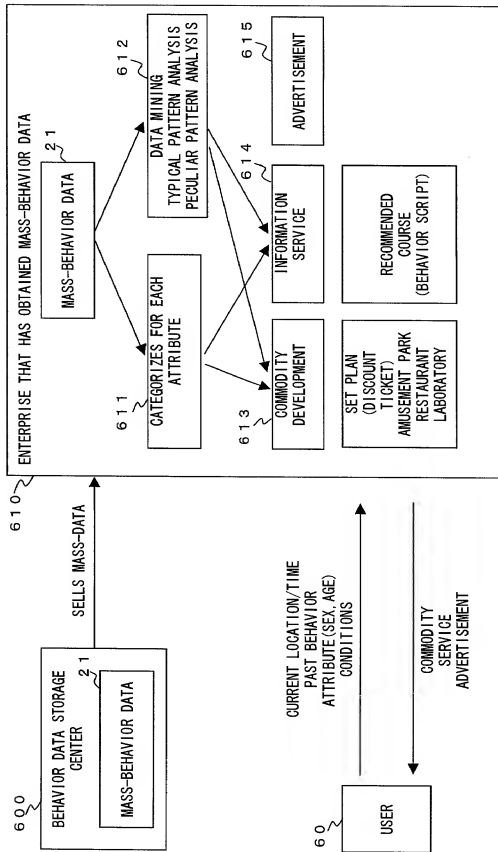 600
BEHAVIOR DATA STORAGE
CENTER
21
MASS-BEHAVIOR DATA
SELLS MASS-DATA
610
ENTERPRISE THAT HAS OBTAINED MASS-BEHAVIOR DATA
21
MASS-BEHAVIOR DATA
611
CATEGORIZES FOR EACH
ATTRIBUTE
612
DATA MINING
TYPICAL PATTERN ANALYSIS
PECULIAR PATTERN ANALYSIS
613
COMMODITY
DEVELOPMENT
614
INFORMATION
SERVICE
615
ADVERTISEMENT
SET PLAN
(DISCOUNT
TICKET)
AMUSEMENT PARK
RESTAURANT
LABORATORY
RECOMMENDED
COURSE
(BEHAVIOR SCRIPT)
60
USER
CURRENT LOCATION/TIME
PAST BEHAVIOR
ATTRIBUTE(SEX, AGE)
CONDITIONS
COMMODITY
SERVICE
ADVERTISEMENT